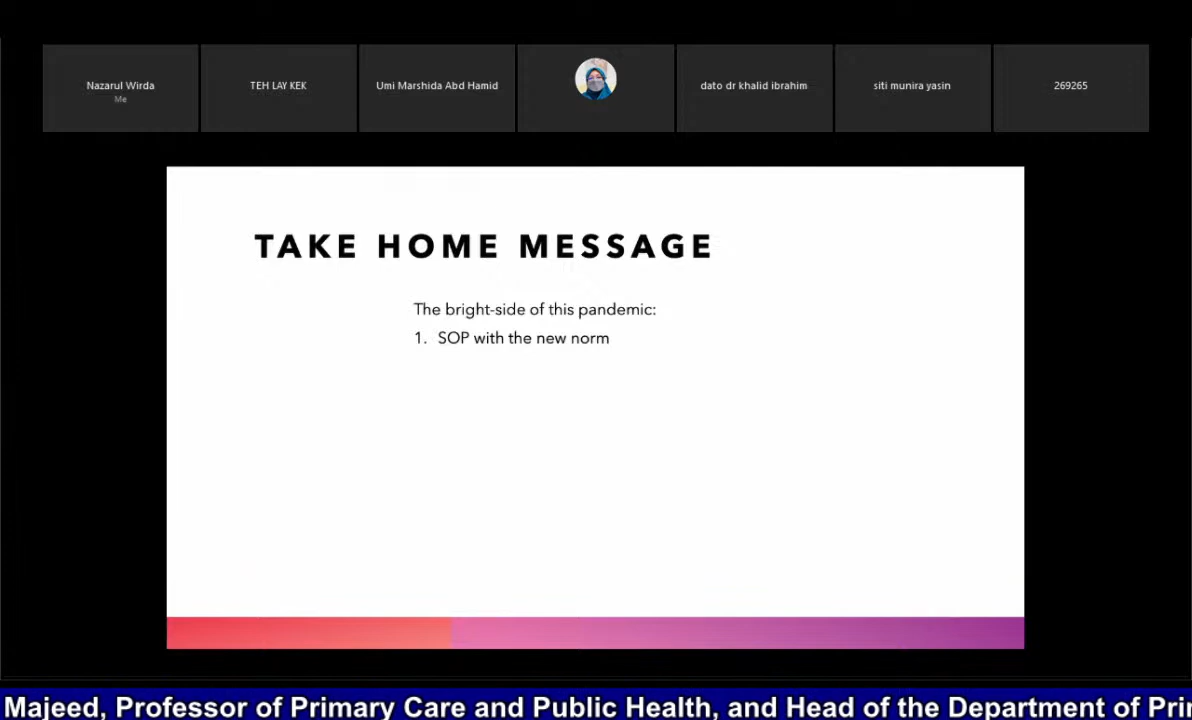 Nazarul Wirda
Me
TEH LAY KEK
Umi Marshida Abd Hamid
dato dr khalid ibrahim
siti munira yasin
269265
TAKE HOME MESSAGE
The bright-side of this pandemic:
1. SOP with the new norm
Majeed, Professor of Primary Care and Public Health, and Head of the Department of Pri